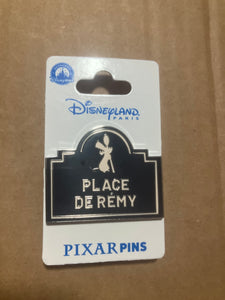 Disneyland
PARIS
PLACE
DE RÉMY
PIXAR PINS